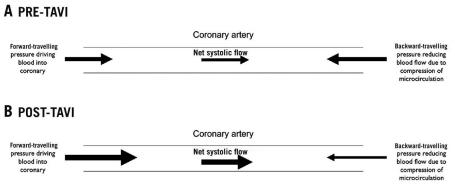 A PRE-TAVI
Coronary artery
Forward-travelling
pressure driving
blood into
coronary
Net systolic flow
Backward-travelling
pressure reducing
blood flow due to
compression of
microcirculation
B POST-TAVI
Coronary artery
Forward-travelling
pressure driving
blood into
coronary
Net systolic flow
Backward-travelling
pressure reducing
blood flow due to
compression of
microcirculation